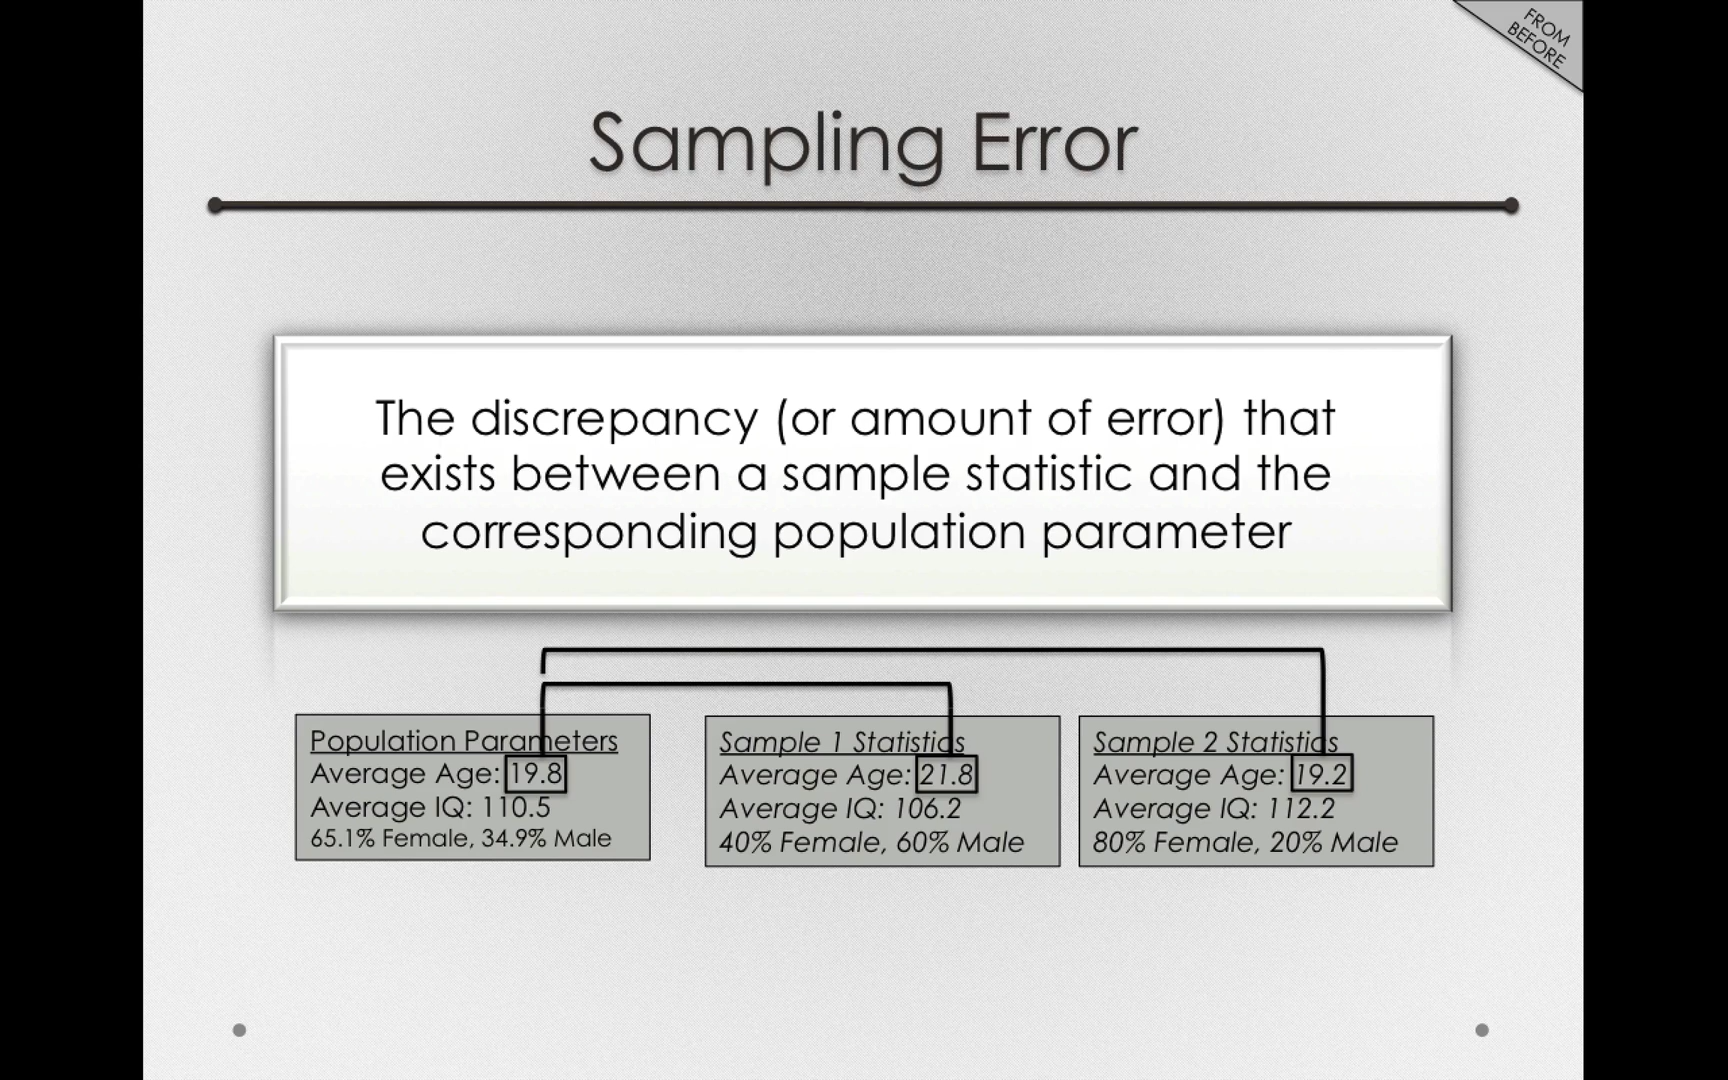 FROM
BEFORE
Sampling Error
The discrepancy (or amount of error) that
exists between a sample statistic and the
corresponding population parameter
Population Parameters
Average Age: 19.8
Average IQ: 110.5
65.1% Female, 34.9% Male
Sample 1 Statistics
Average Age: 21.8
Average IQ: 106.2
40% Female, 60% Male
Sample 2 Statistics
Average Age: 19.2
Average IQ: 112.2
80% Female, 20% Male